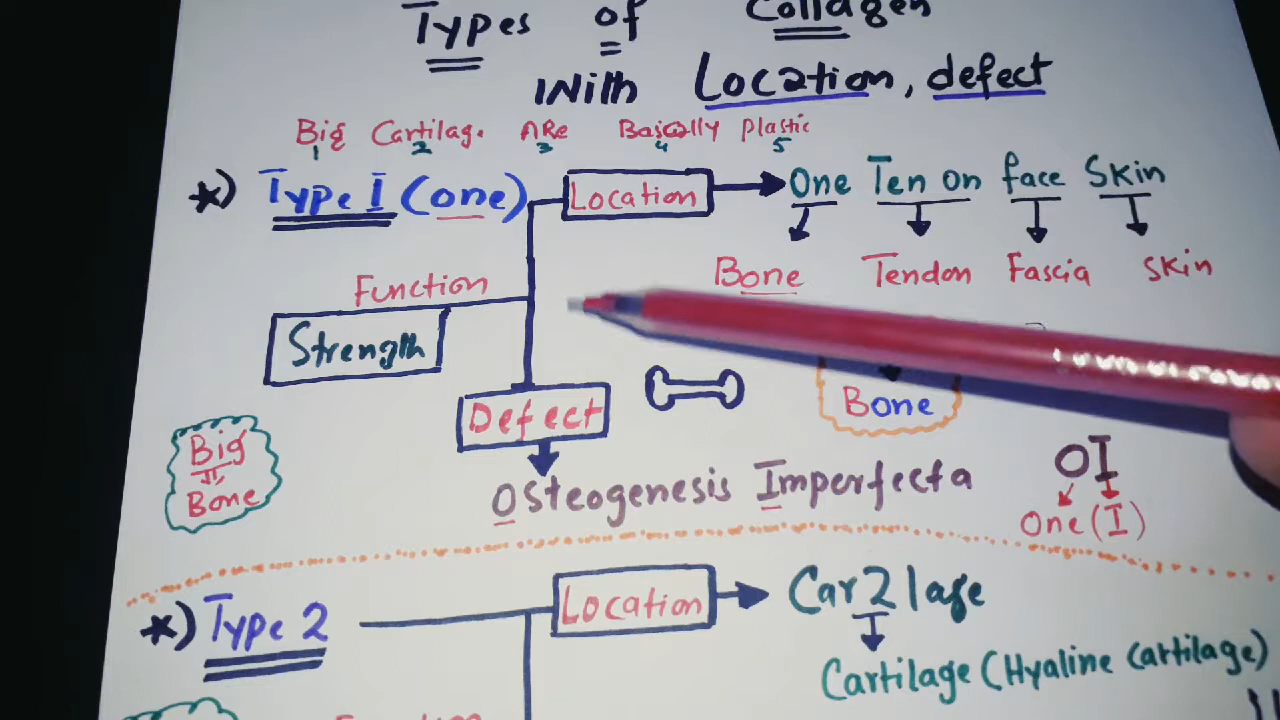 Types of Collagen
With Location, defect
Big Cartilage ARe Basically plastic
1 2 3 4 5
*) Type I (one) Location One Ten on face Skin
Bone Tendon Fascia Skin
Function
Strength
Defect Bone
Big
Bone
Osteogenesis Imperfecta OI
One (I)
*) Type 2 Location Car2lage
Cartilage (Hyaline Cartilage)